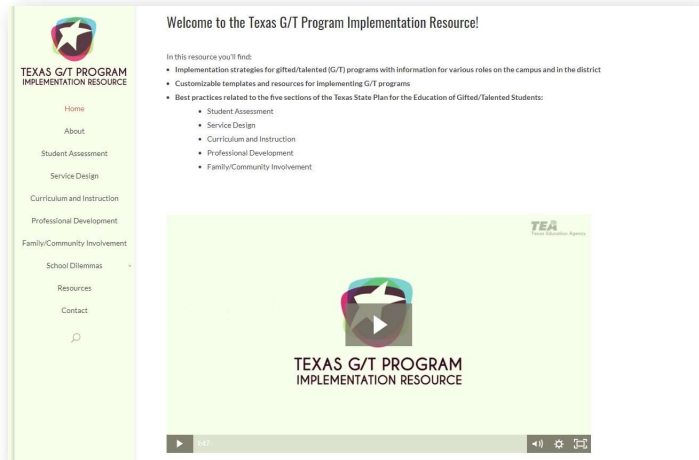 TEXAS G/T PROGRAM
IMPLEMENTATION RESOURCE
Home
About
Student Assessment
Service Design
Curriculum and Instruction
Professional Development
Family/Community Involvement
School Dilemmas
Resources
Contact
Welcome to the Texas G/T Program Implementation Resource!
In this resource you'll find:
• Implementation strategies for gifted/talented (G/T) programs with information for various roles on the campus and in the district
• Customizable templates and resources for implementing G/T programs
• Best practices related to the five sections of the Texas State Plan for the Education of Gifted/Talented Students:
• Student Assessment
• Service Design
• Curriculum and Instruction
• Professional Development
• Family/Community Involvement
TEA
Texas Education Agency
TEXAS G/T PROGRAM
IMPLEMENTATION RESOURCE